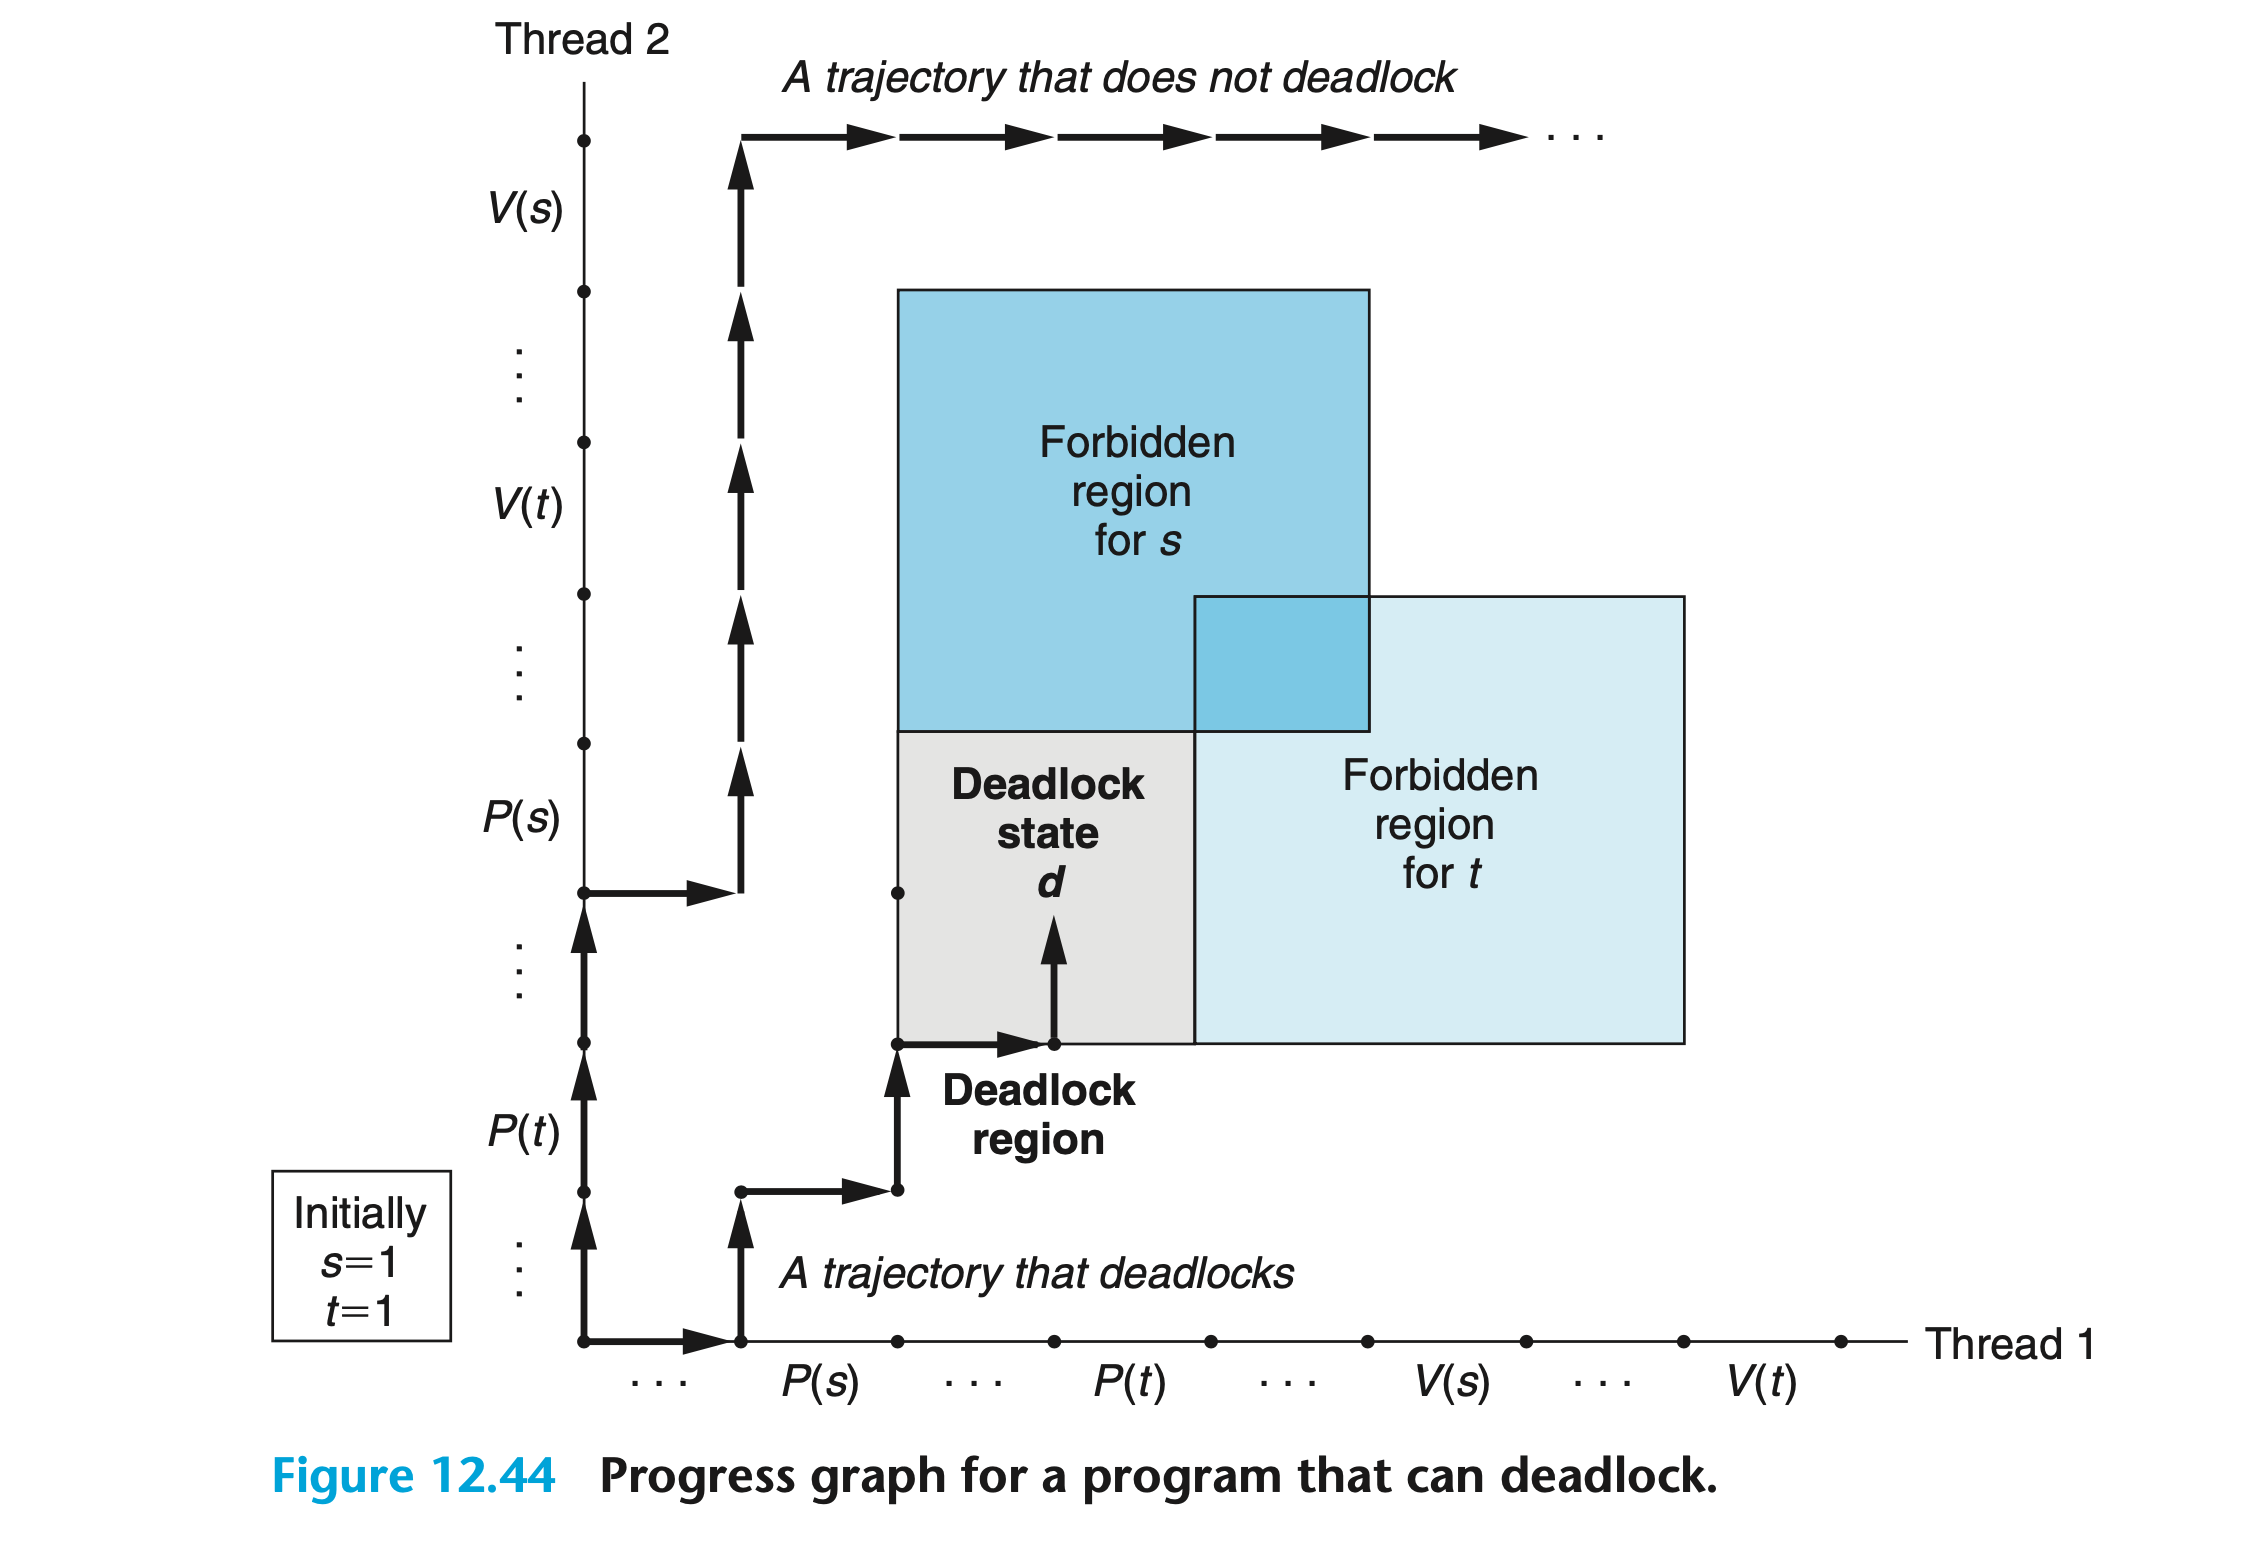 Thread 2
A trajectory that does not deadlock
. . .
V(s)
⋮
Forbidden
region
for s
V(t)
⋮
Deadlock
state
d
Forbidden
region
for t
P(s)
⋮
Deadlock
region
P(t)
Initially
s=1
t=1
⋮
A trajectory that deadlocks
Thread 1
. . . P(s) . . . P(t) . . . V(s) . . . V(t)
Figure 12.44 Progress graph for a program that can deadlock.